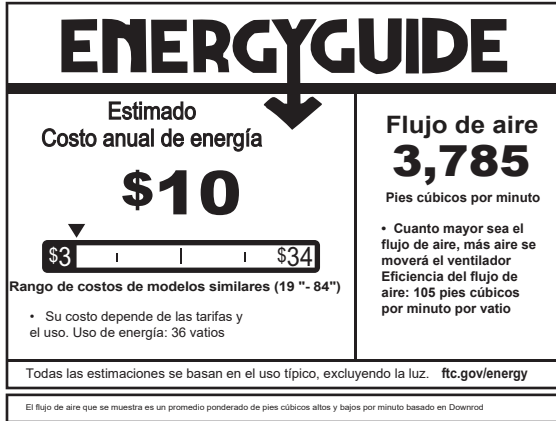 ENERGYGUIDE
Estimado
Costo anual de energía
$10
$3 $34
Rango de costos de modelos similares (19 "- 84")
• Su costo depende de las tarifas y
el uso. Uso de energía: 36 vatios
Flujo de aire
3,785
Pies cúbicos por minuto
• Cuanto mayor sea el
flujo de aire, más aire se
moverá el ventilador
Eficiencia del flujo de
aire: 105 pies cúbicos
por minuto por vatio
Todas las estimaciones se basan en el uso típico, excluyendo la luz. ftc.gov/energy
El flujo de aire que se muestra es un promedio ponderado de pies cúbicos altos y bajos por minuto basado en Downrod